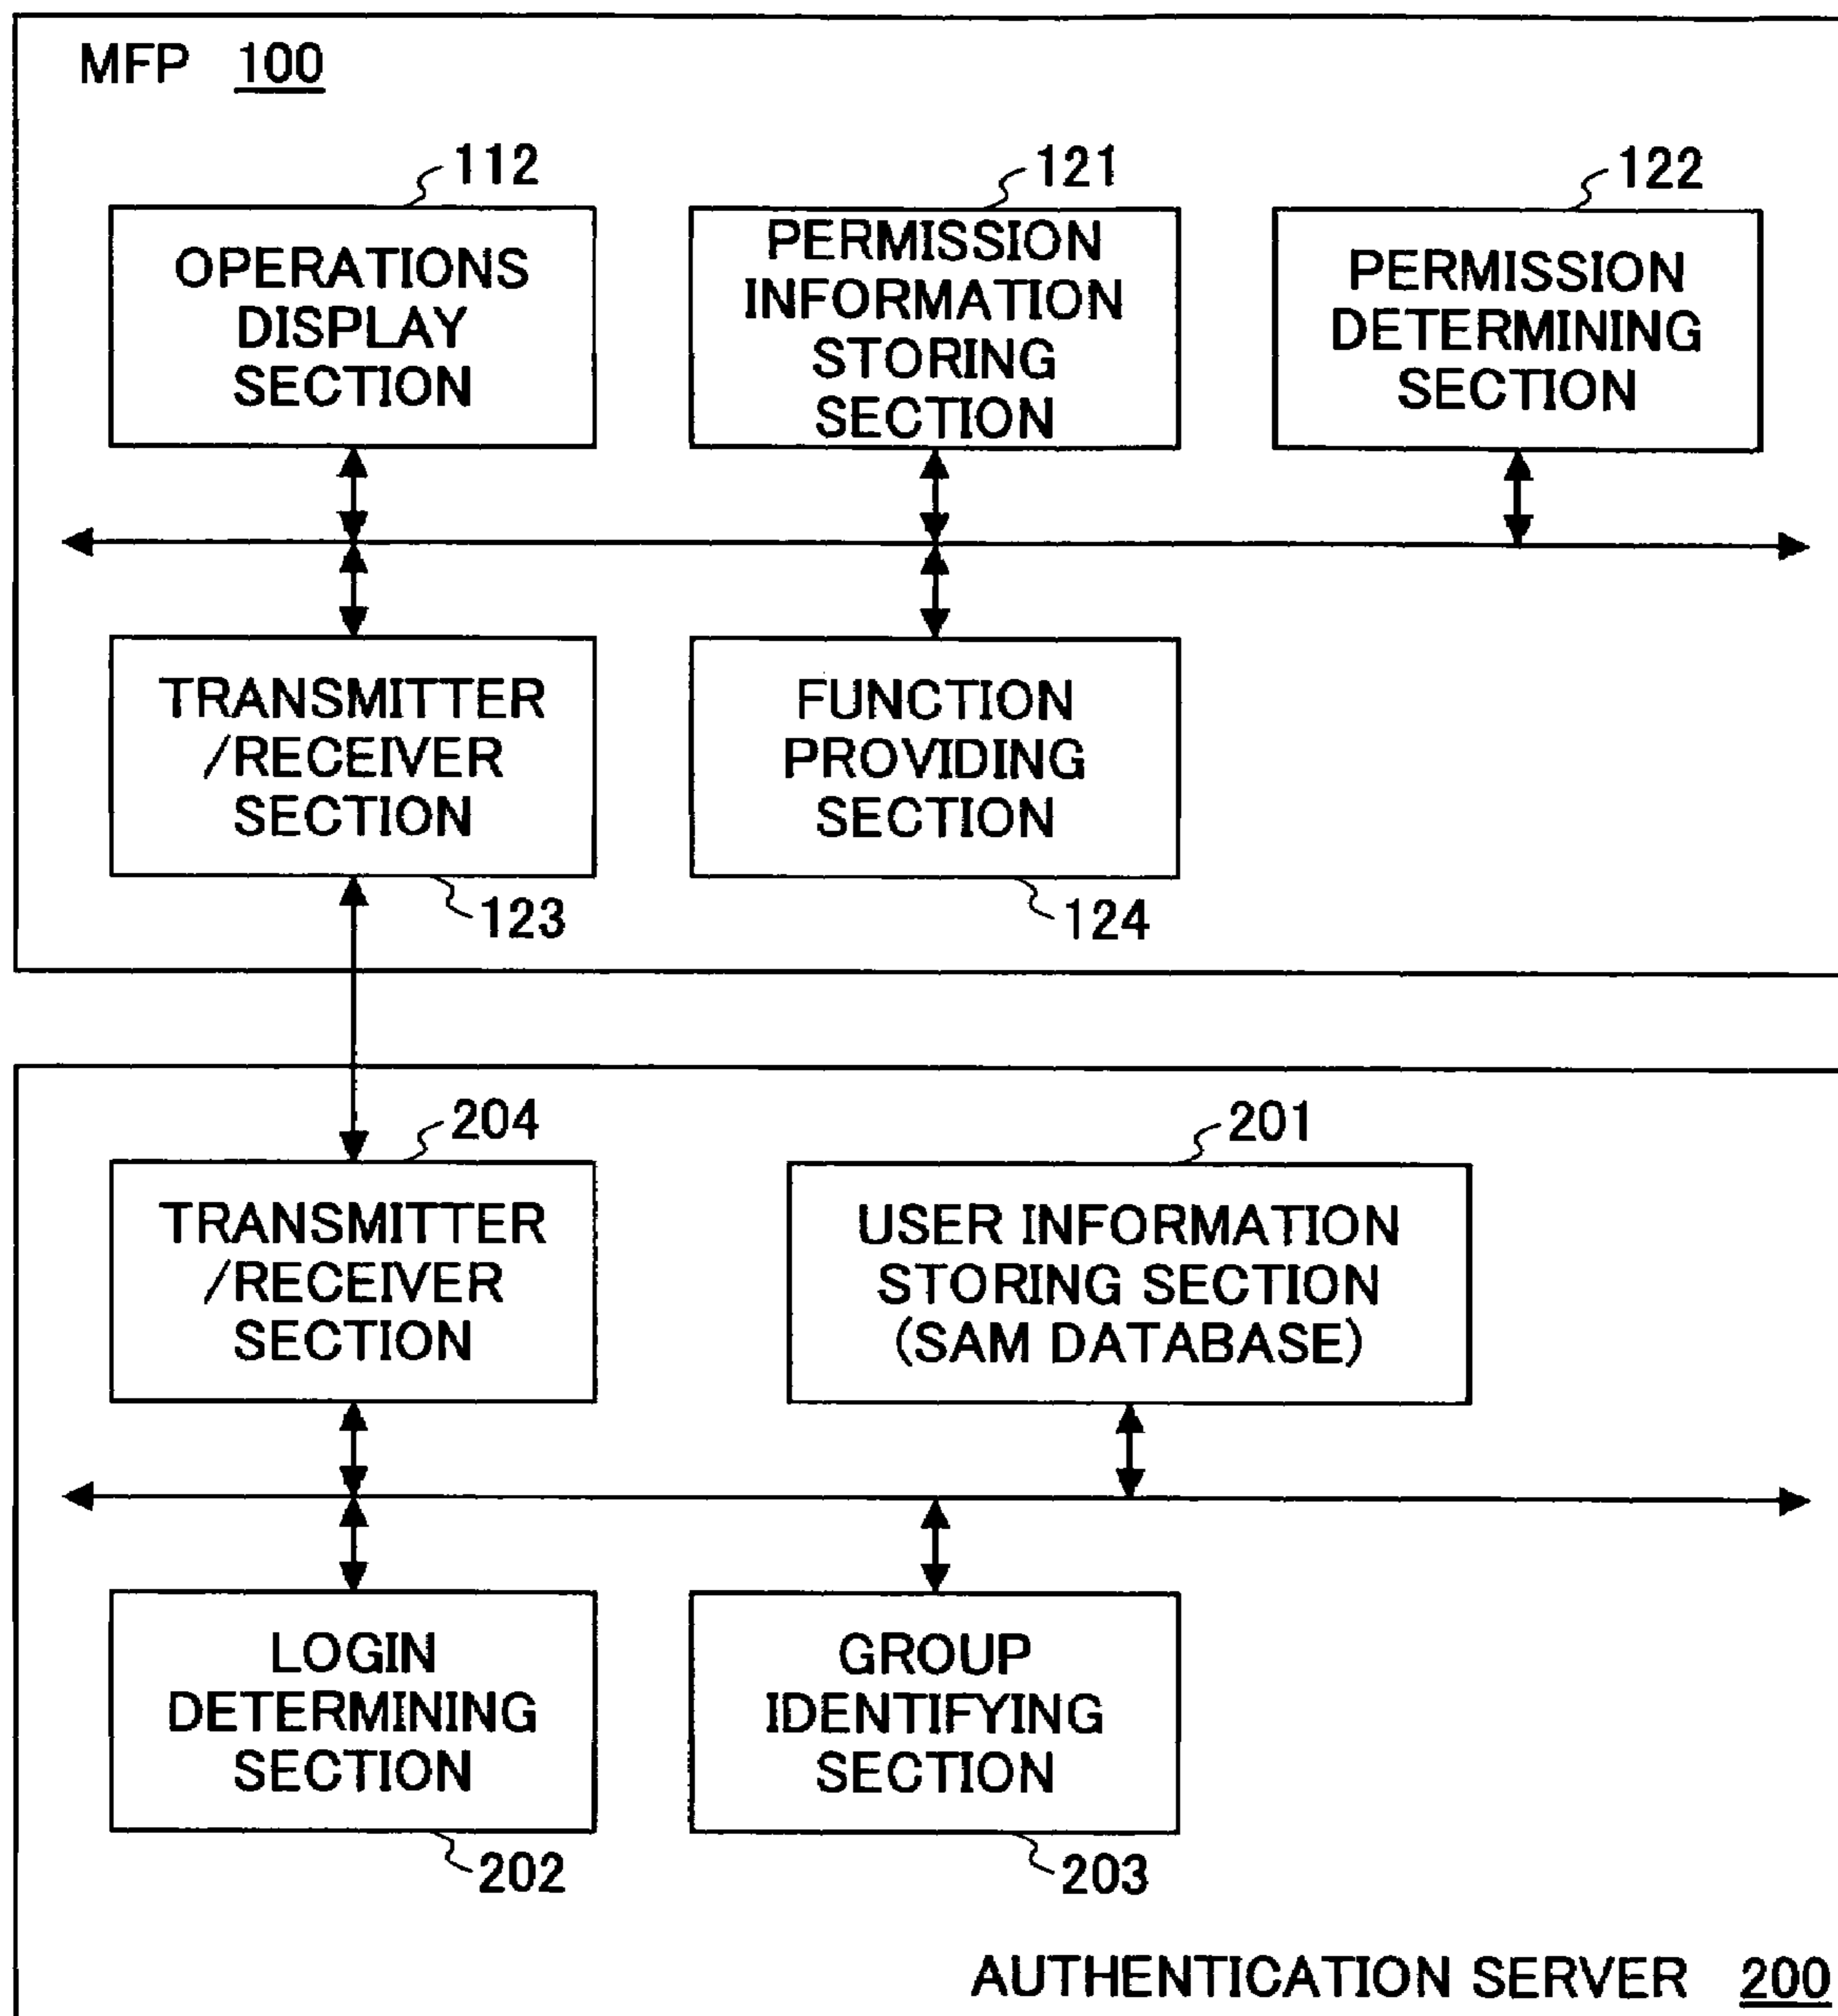 MFP 100
112
OPERATIONS
DISPLAY
SECTION
121
PERMISSION
INFORMATION
STORING
SECTION
122
PERMISSION
DETERMINING
SECTION
TRANSMITTER
/RECEIVER
SECTION
123
FUNCTION
PROVIDING
SECTION
124
204
TRANSMITTER
/RECEIVER
SECTION
201
USER INFORMATION
STORING SECTION
(SAM DATABASE)
LOGIN
DETERMINING
SECTION
202
GROUP
IDENTIFYING
SECTION
203
AUTHENTICATION SERVER 200